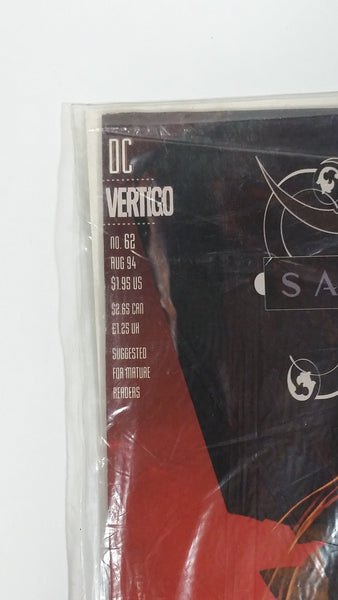 DC
VERTIGO
NO. 62
AUG 94
$1.95 US
$2.65 CAN
£1.25 UK
SUGGESTED
FOR MATURE
READERS
SA